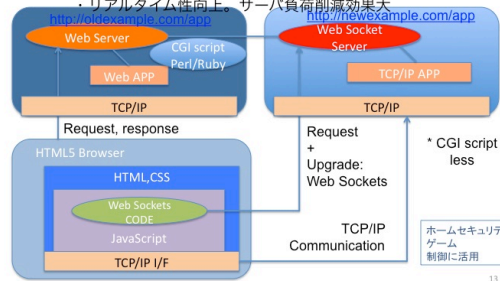 ・リアルタイム性向上。サーバ負荷削減効果大
http://oldexample.com/app
http://newexample.com/app
Web Server
CGI script
Perl/Ruby
Web APP
TCP/IP
Web Socket
Server
TCP/IP APP
TCP/IP
Request, response
Request
+
Upgrade:
Web Sockets
* CGI script
less
HTML5 Browser
HTML,CSS
Web Sockets
CODE
JavaScript
TCP/IP I/F
TCP/IP
Communication
ホームセキュリテ
ゲーム
制御に活用
13